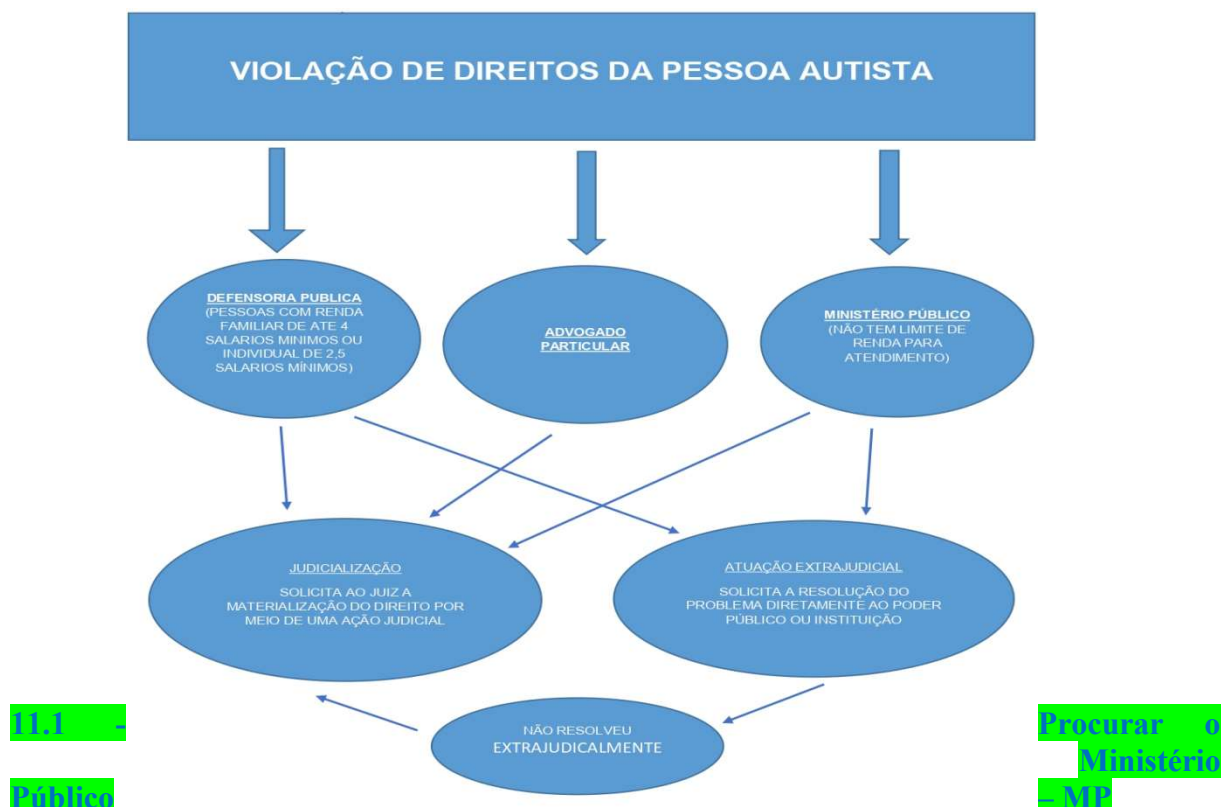 VIOLAÇÃO DE DIREITOS DA PESSOA AUTISTA
DEFENSORIA PUBLICA
(PESSOAS COM RENDA
FAMILIAR DE ATE 4
SALARIOS MINIMOS OU
INDIVIDUAL DE 2,5
SALARIOS MÍNIMOS)
ADVOGADO
PARTICULAR
MINISTÉRIO PÚBLICO
(NÃO TEM LIMITE DE
RENDA PARA
ATENDIMENTO)
JUDICIALIZAÇÃO
SOLICITA AO JUIZ A
MATERIALIZAÇÃO DO DIREITO POR
MEIO DE UMA AÇÃO JUDICIAL
ATUAÇÃO EXTRAJUDICIAL
SOLICITA A RESOLUÇÃO DO
PROBLEMA DIRETAMENTE AO PODER
PÚBLICO OU INSTITUIÇÃO
NÃO RESOLVEU
EXTRAJUDICALMENTE
11.1 - Procurar o
Ministério
Público – MP